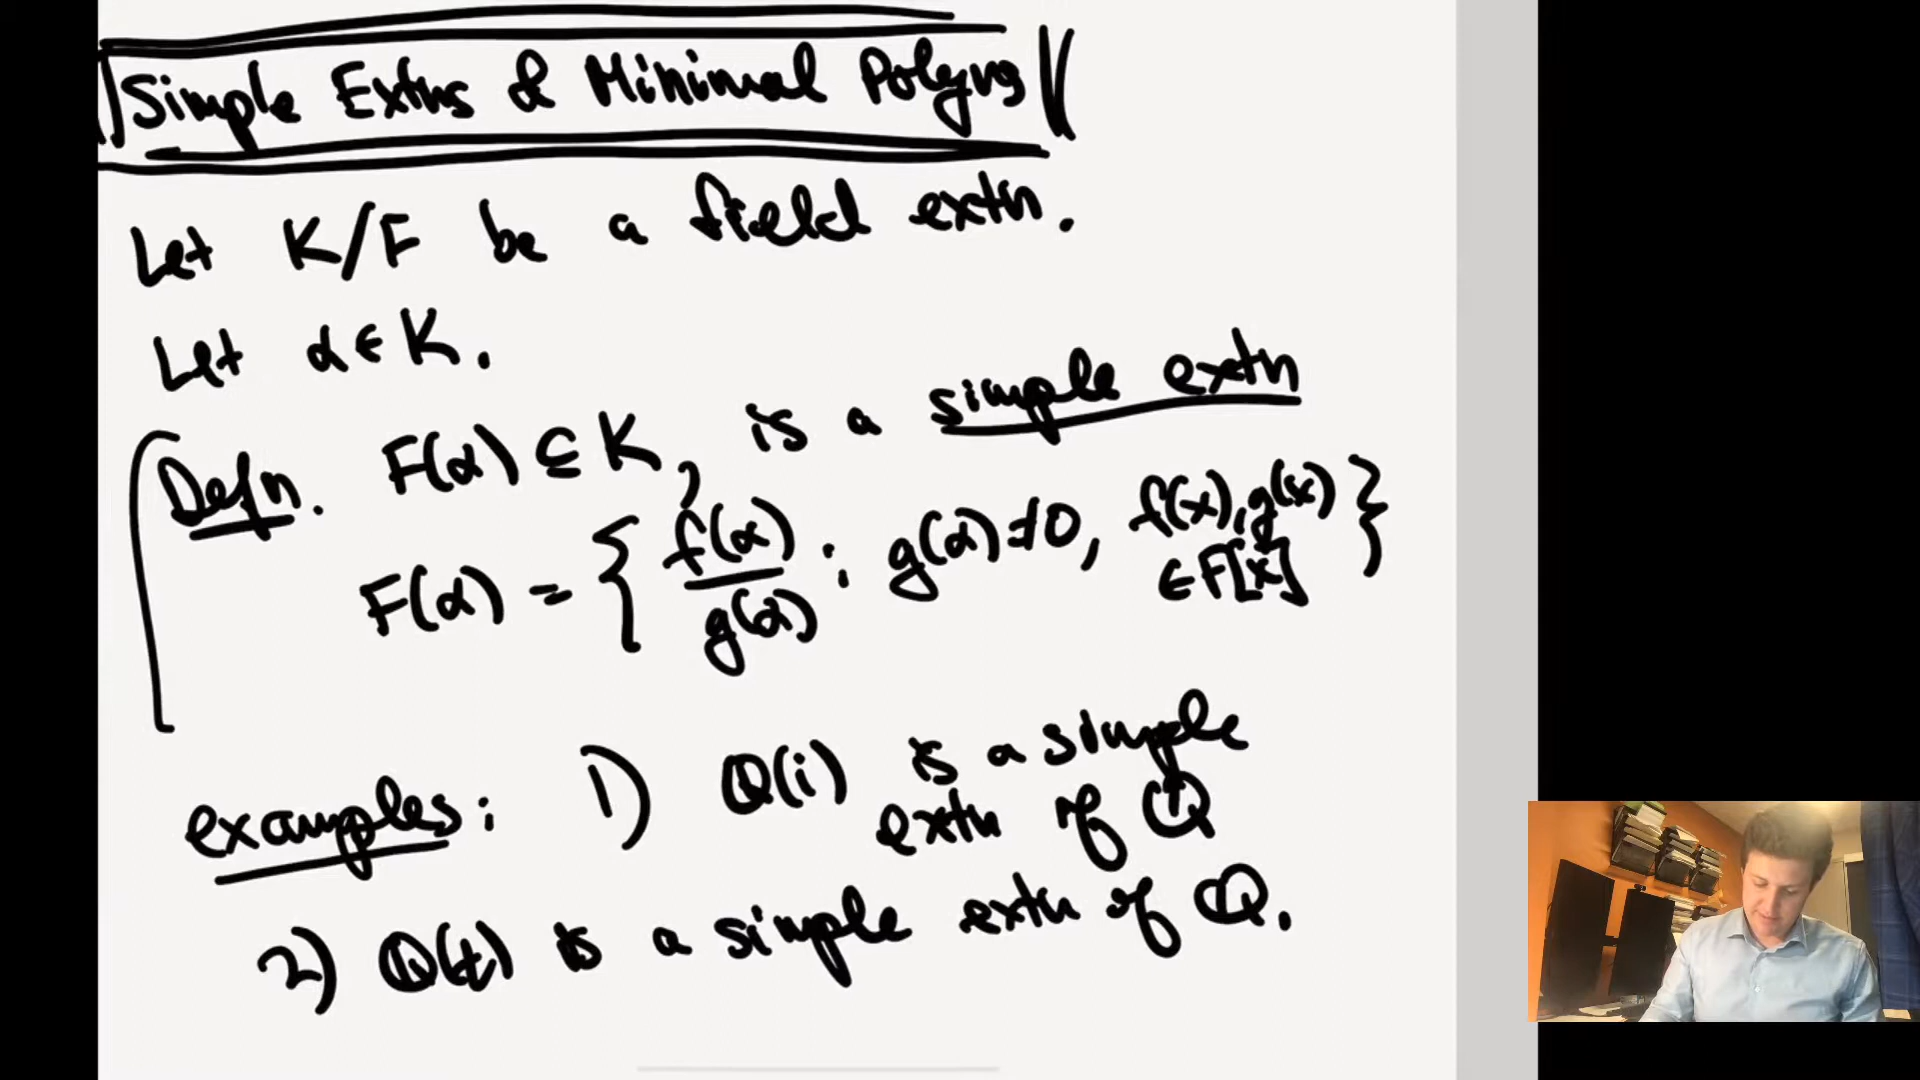 Simple Extns & Minimal Polyns
Let K/F be a field extn.
Let α∈K.
Defn. F(α) ⊆ K, is a simple extn
F(α) = { f(α)/g(α) : g(α)≠0, f(x), g(x) ∈ F[x] }
examples: 1) Q(i) is a simple
extn of Q
2) Q(t) is a simple extn of Q.